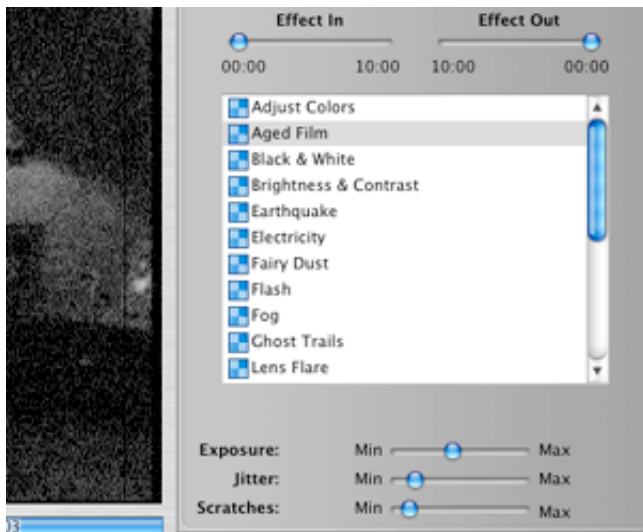 Effect In Effect Out
00:00 10:00 10:00 00:00
Adjust Colors
Aged Film
Black & White
Brightness & Contrast
Earthquake
Electricity
Fairy Dust
Flash
Fog
Ghost Trails
Lens Flare
Exposure: Min Max
Jitter: Min Max
Scratches: Min Max
03